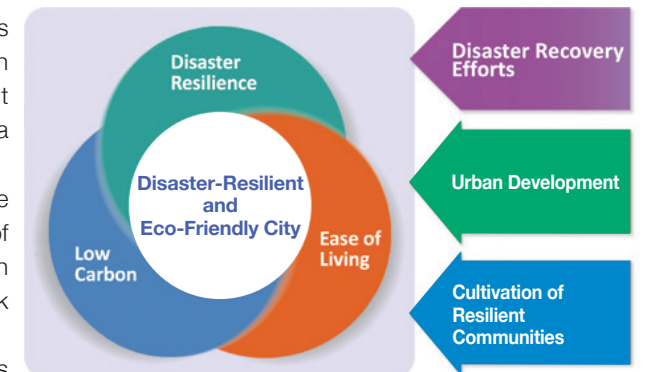 s
n
t
a
e
of
n
k
s
Disaster
Resilience
Disaster-Resilient
and
Eco-Friendly City
Low
Carbon
Ease of
Living
Disaster Recovery
Efforts
Urban Development
Cultivation of
Resilient
Communities